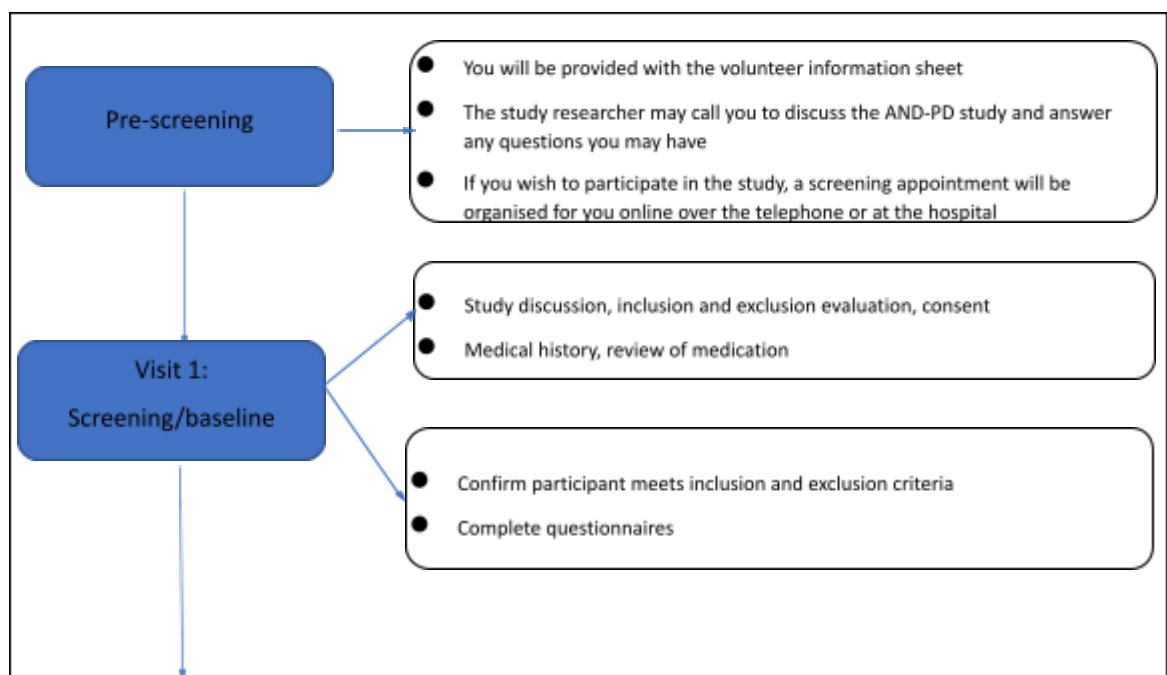 Pre-screening
● You will be provided with the volunteer information sheet
● The study researcher may call you to discuss the AND-PD study and answer
any questions you may have
● If you wish to participate in the study, a screening appointment will be
organised for you online over the telephone or at the hospital
Visit 1:
Screening/baseline
● Study discussion, inclusion and exclusion evaluation, consent
● Medical history, review of medication
● Confirm participant meets inclusion and exclusion criteria
● Complete questionnaires